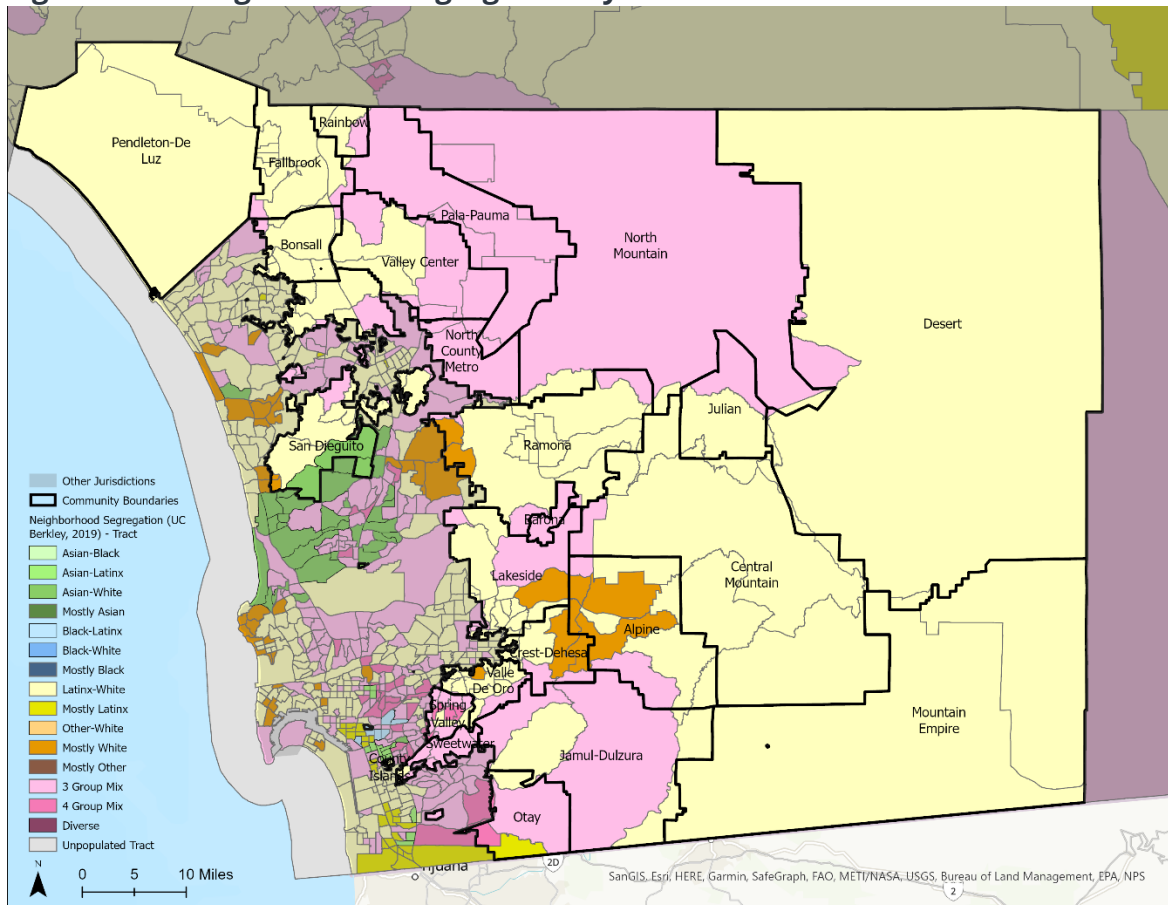 Pendleton-De
Luz
Rainbow
Fallbrook
Pala-Pauma
North
Mountain
Bonsall
Valley Center
Desert
North
County
Metro
Julian
San Dieguito
Ramona
Barona
Lakeside
Central
Mountain
Alpine
Crest-Dehesa
Valle
De Oro
Spring
Valley
Sweetwater
Jamul-Dulzura
Mountain
Empire
County
Islands
Otay
Other Jurisdictions
Community Boundaries
Neighborhood Segregation (UC
Berkley, 2019) - Tract
Asian-Black
Asian-Latinx
Asian-White
Mostly Asian
Black-Latinx
Black-White
Mostly Black
Latinx-White
Mostly Latinx
Other-White
Mostly White
Mostly Other
3 Group Mix
4 Group Mix
Diverse
Unpopulated Tract
N
0 5 10 Miles
2D
2
SanGIS, Esri, HERE, Garmin, SafeGraph, FAO, METI/NASA, USGS, Bureau of Land Management, EPA, NPS